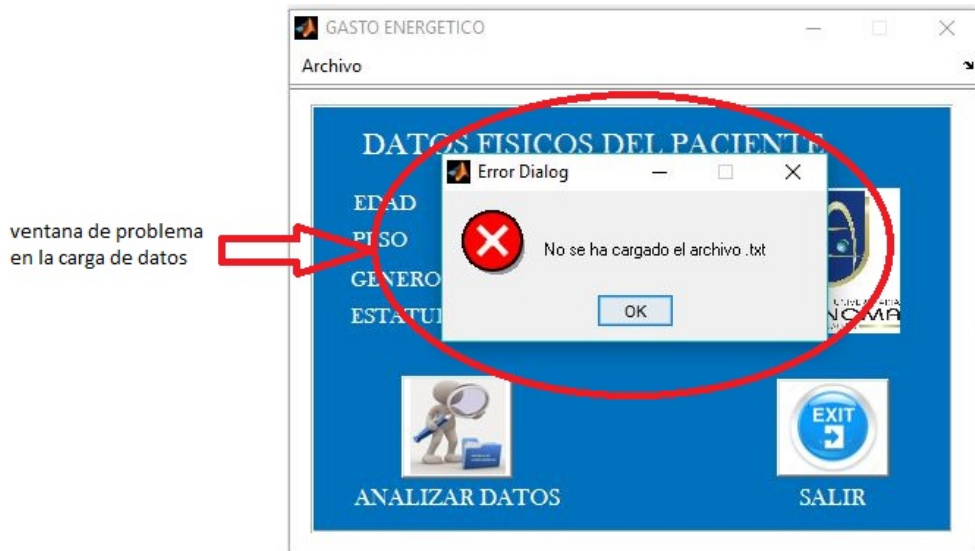 GASTO ENERGETICO
Archivo
DATOS FISICOS DEL PACIENTE
Error Dialog
EDAD
PESO
GENERO
No se ha cargado el archivo .txt
OK
ventana de problema
en la carga de datos
ANALIZAR DATOS
EXIT
SALIR